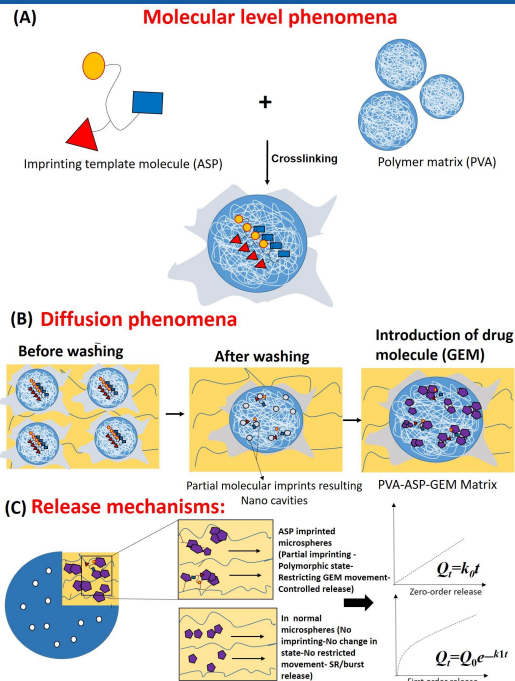 (A)
Molecular level phenomena
+
Imprinting template molecule (ASP)
Crosslinking
Polymer matrix (PVA)
(B) Diffusion phenomena
Before washing
After washing
Introduction of drug
molecule (GEM)
Partial molecular imprints resulting
Nano cavities
PVA-ASP-GEM Matrix
(C) Release mechanisms:
ASP imprinted
microspheres
(Partial imprinting -
Polymorphic state-
Restricting GEM movement-
Controlled release)
In normal
microspheres (No
imprinting-No change in
state-No restricted
movement- SR/burst
release)
Qt=k0t
Zero-order release
Qt=Q0e–k1t
First-order release